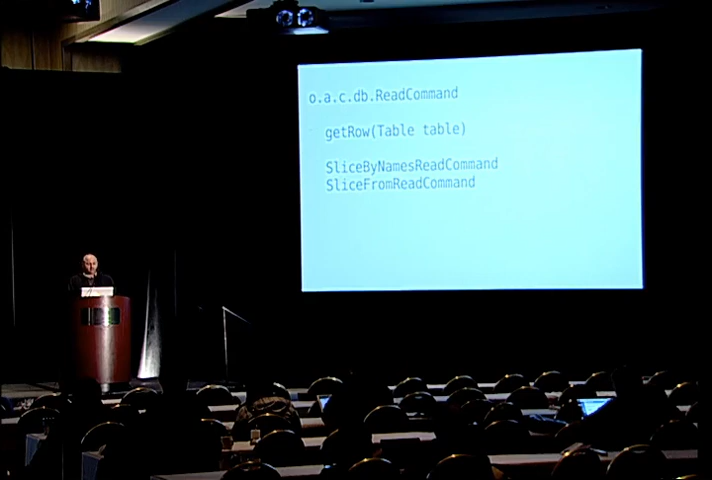 o.a.c.db.ReadCommand
getRow(Table table)
SliceByNamesReadCommand
SliceFromReadCommand